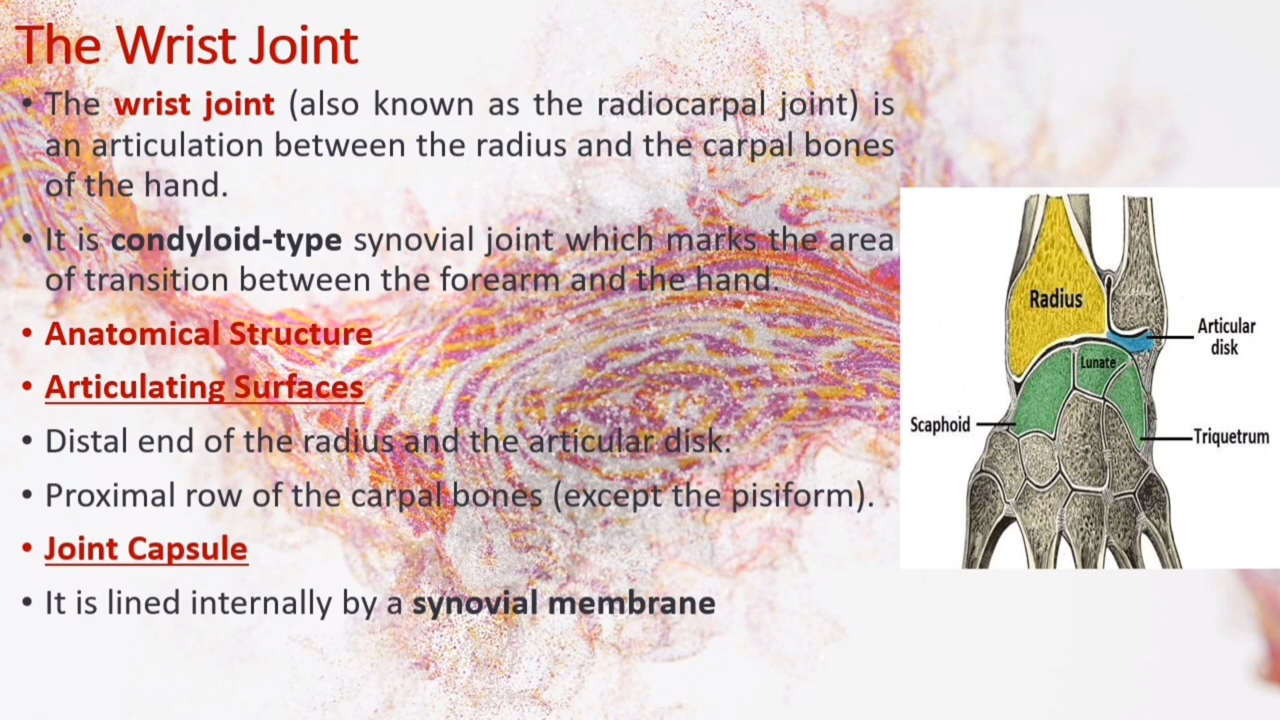 The Wrist Joint
• The wrist joint (also known as the radiocarpal joint) is
an articulation between the radius and the carpal bones
of the hand.
• It is condyloid-type synovial joint which marks the area
of transition between the forearm and the hand.
• Anatomical Structure
• Articulating Surfaces
• Distal end of the radius and the articular disk.
• Proximal row of the carpal bones (except the pisiform).
• Joint Capsule
• It is lined internally by a synovial membrane
Radius
Articular
disk
Lunate
Scaphoid
Triquetrum